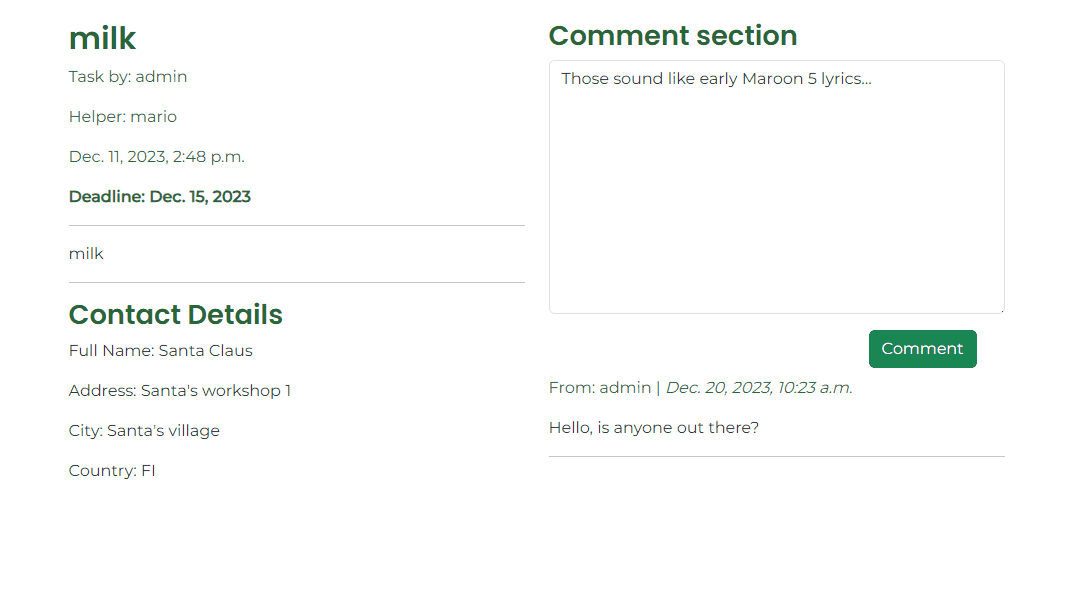 milk
Task by: admin
Helper: mario
Dec. 11, 2023, 2:48 p.m.
Deadline: Dec. 15, 2023
milk
Contact Details
Full Name: Santa Claus
Address: Santa's workshop 1
City: Santa's village
Country: FI
Comment section
Those sound like early Maroon 5 lyrics...
Comment
From: admin | Dec. 20, 2023, 10:23 a.m.
Hello, is anyone out there?